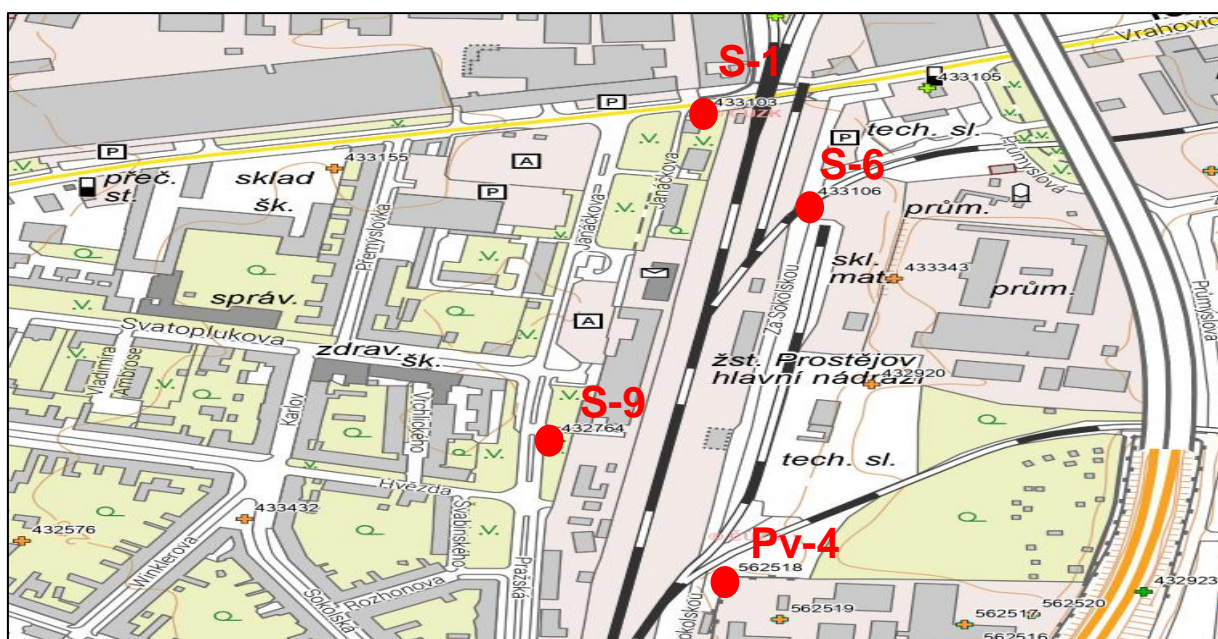 Vrahovic
S-1
433103
433105
P
P
P
tech. sl.
433155
A
přeč.
st.
sklad
šk.
P
S-6
433106
Průmyslová
Přemyslovka
Janáčkova
Janáčkova
prům.
skl.
mat.
433343
prům.
Za Sokolskou
správ.
Svatoplukova
A
zdrav.
šk.
Vladimíra
Ambrose
Karlov
Vrchlického
žst. Prostějov
hlavní nádraží
432920
Průmyslová
S-9
432764
tech. sl.
Hvězda
433432
432576
Winklerova
Sokolská
Rozhonova
Švabinského
Pražská
Pv-4
562518
Sokolskou
562519
562517
562520
562516
432923